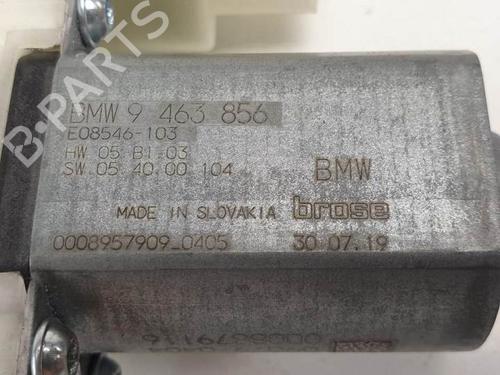 B-PARTS
BMW 9 463 856
E08546-103
HW 05 B1 03
SW 05 40 00 104
BMW
MADE IN SLOVAKIA brose
0008957909_0405 30 07 19